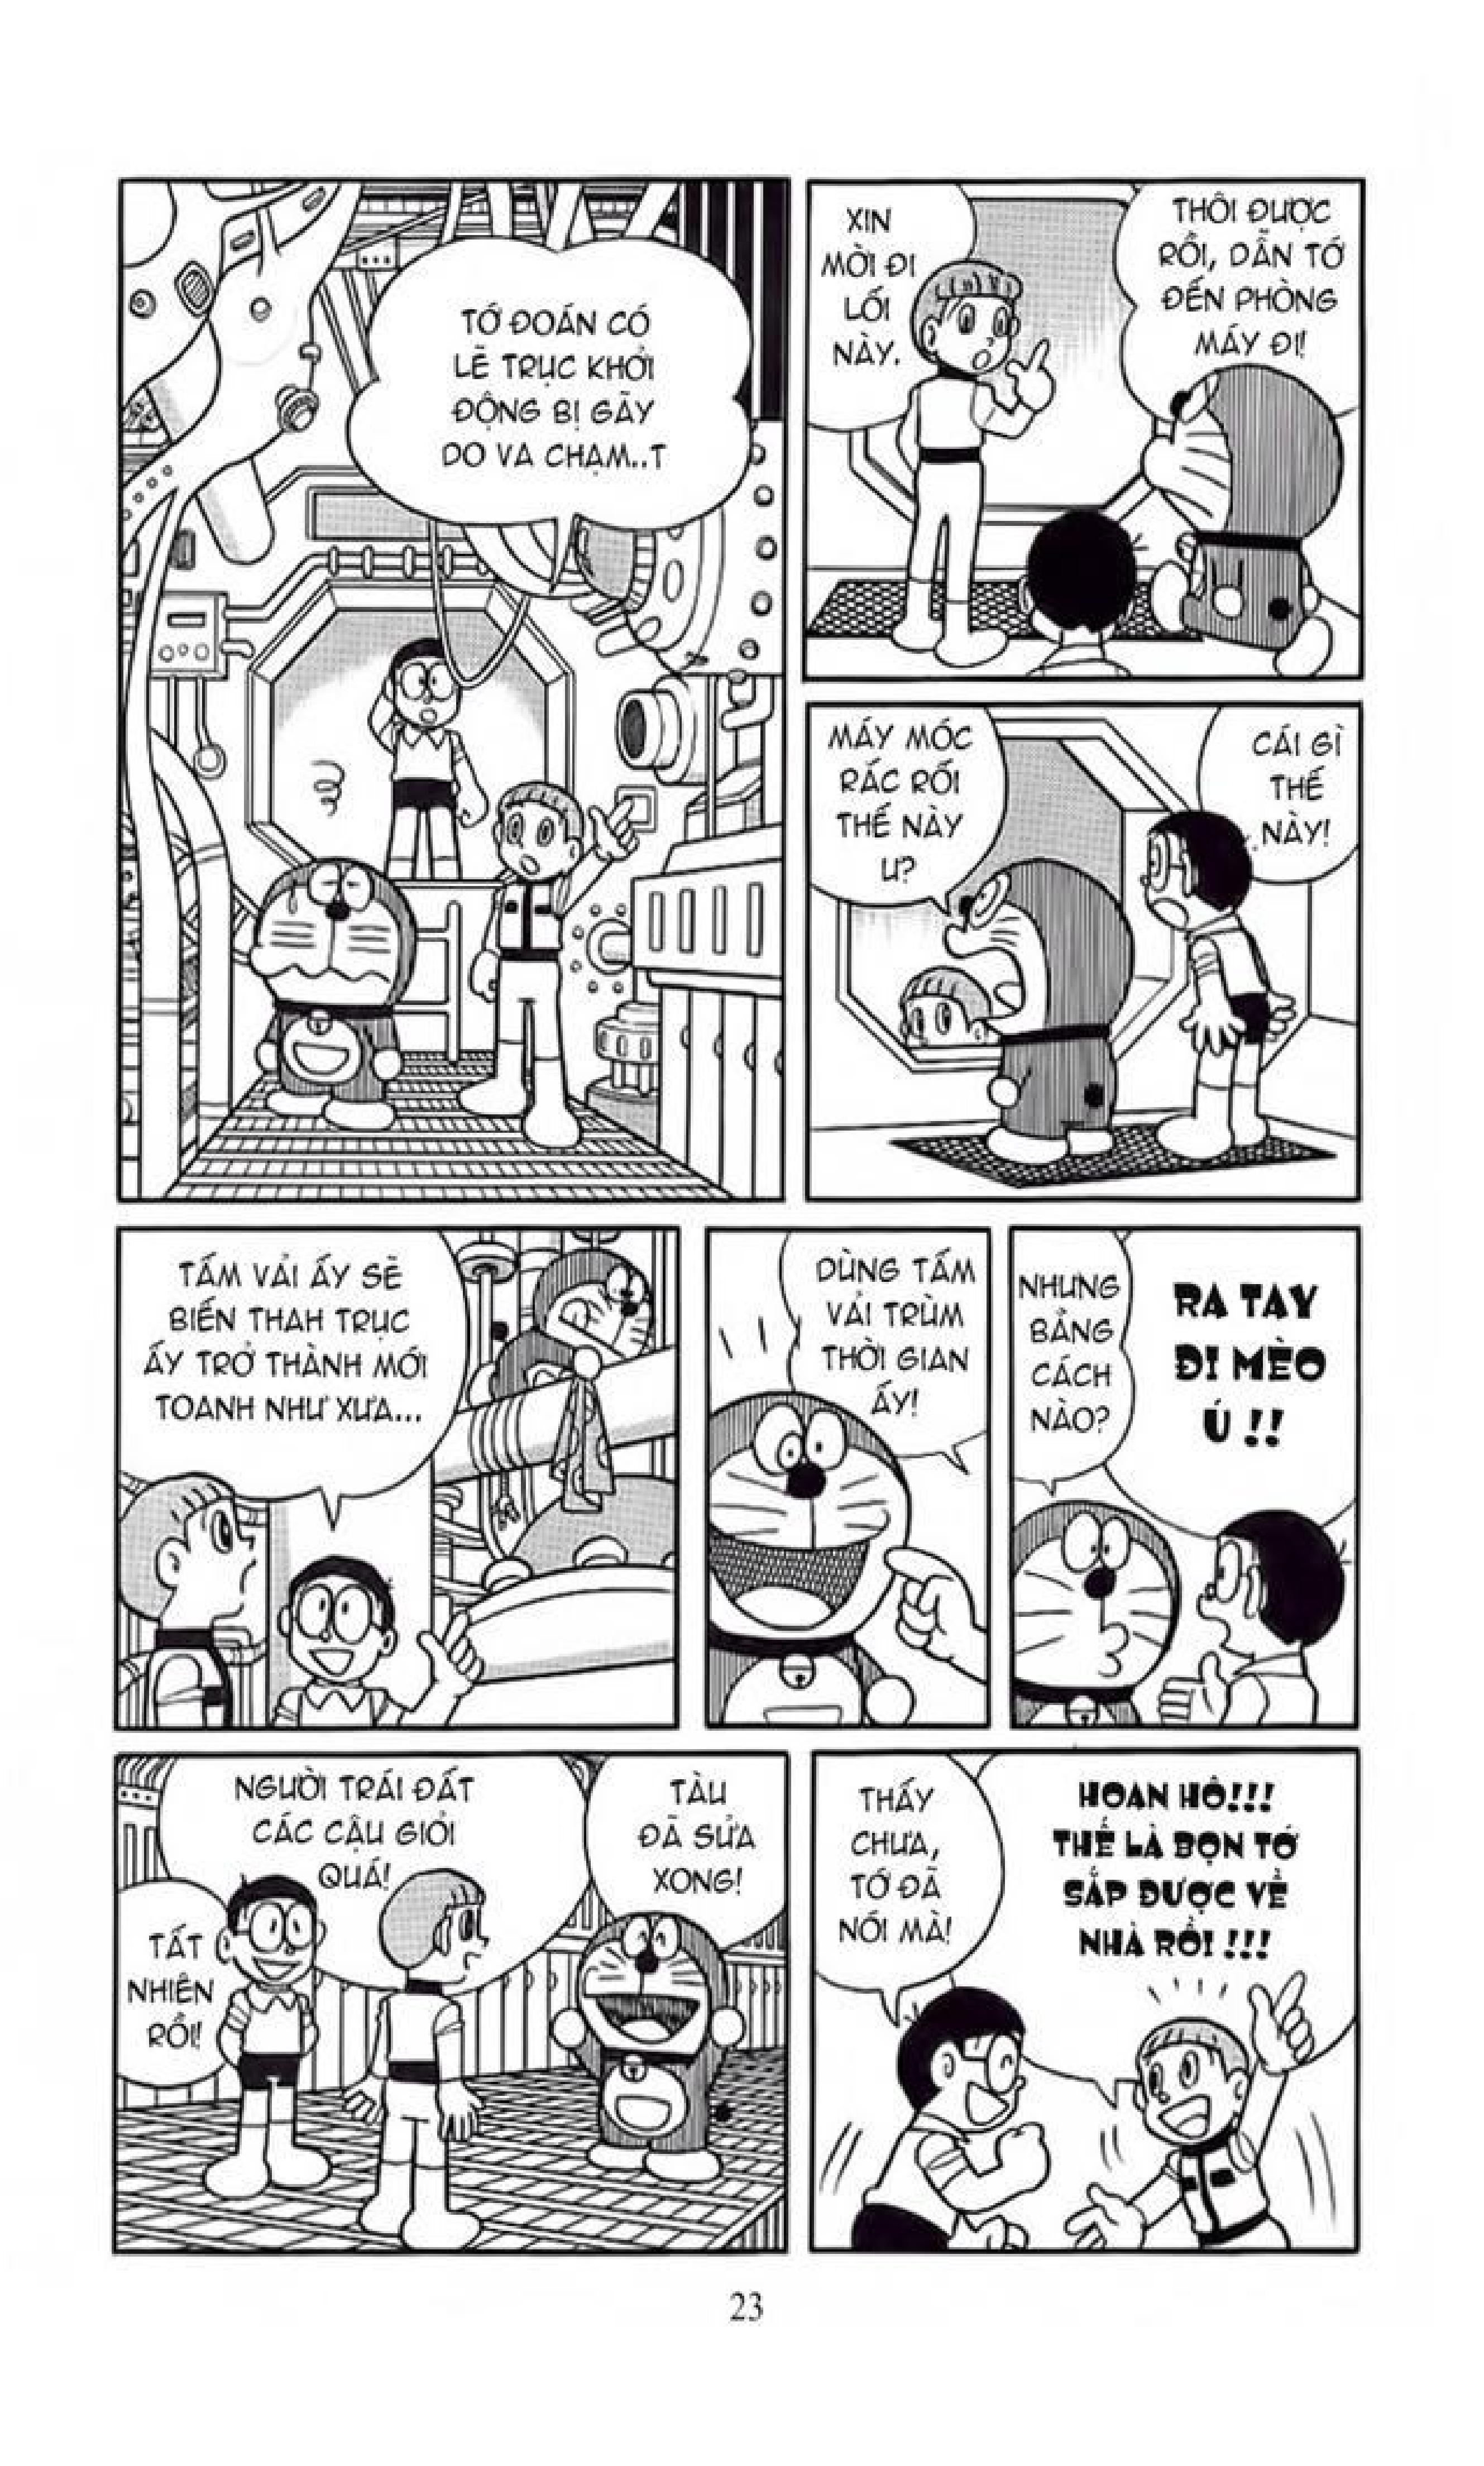 THÔI ĐƯỢC
RỒI, DẪN TỚ
ĐẾN PHÒNG
MÁY ĐI!
XIN
MỜI ĐI
LỐI
NÀY.
CÁI GÌ
THẾ
NÀY!
MÁY MÓC
RẮC RỐI
THẾ NÀY
Ư?
TỚ ĐOÁN CÓ
LẼ TRỤC KHỞI
ĐỘNG BỊ GÃY
DO VA CHẠM..T
RA TAY
ĐI MÈO
Ú !!
NHƯNG
BẰNG
CÁCH
NÀO?
DÙNG TẤM
VẢI TRÙM
THỜI GIAN
ẤY!
TẤM VẢI ẤY SẼ
BIẾN THAH TRỤC
ẤY TRỞ THÀNH MỚI
TOANH NHƯ XƯA...
HOAN HÔ!!!
THẾ LÀ BỌN TỚ
SẮP ĐƯỢC VỀ
NHÀ RỒI !!!
THẤY
CHƯA,
TỚ ĐÃ
NÓI MÀ!
TÀU
ĐÃ SỬA
XONG!
NGƯỜI TRÁI ĐẤT
CÁC CẬU GIỎI
QUÁ!
TẤT
NHIÊN
RỒI!
23